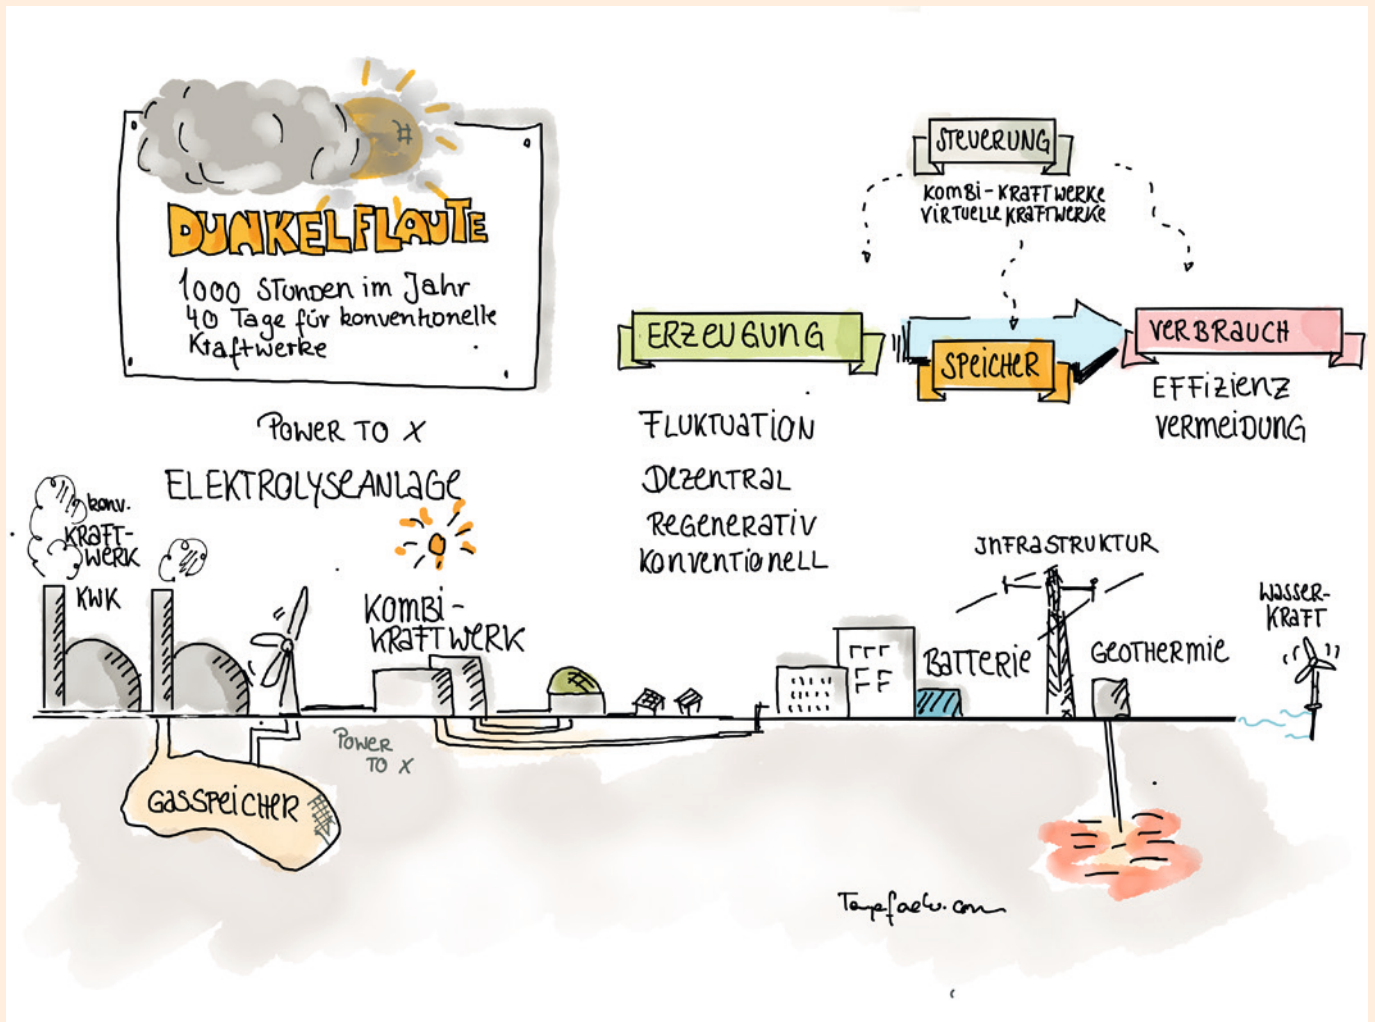 DUNKELFLAUTE
1000 STUNDEN im Jahr
40 Tage für konventionelle
Kraftwerke
POWER TO X
ELEKTROLYSEANLAGE
konv.
KRAFT-
WERK
KWK
KOMBI-
KRAFTWERK
POWER
TO X
GASSPEICHER
STEUERUNG
KOMBI-KRAFTWERKE
VIRTUELLE KRAFTWERKE
ERZEUGUNG
SPEICHER
VERBRAUCH
EFFIZIENZ
VERMEIDUNG
FLUKTUATION
DEZENTRAL
REGENERATIV
KONVENTIONELL
INFRASTRUKTUR
BATTERIE
GEOTHERMIE
WASSER-
KRAFT